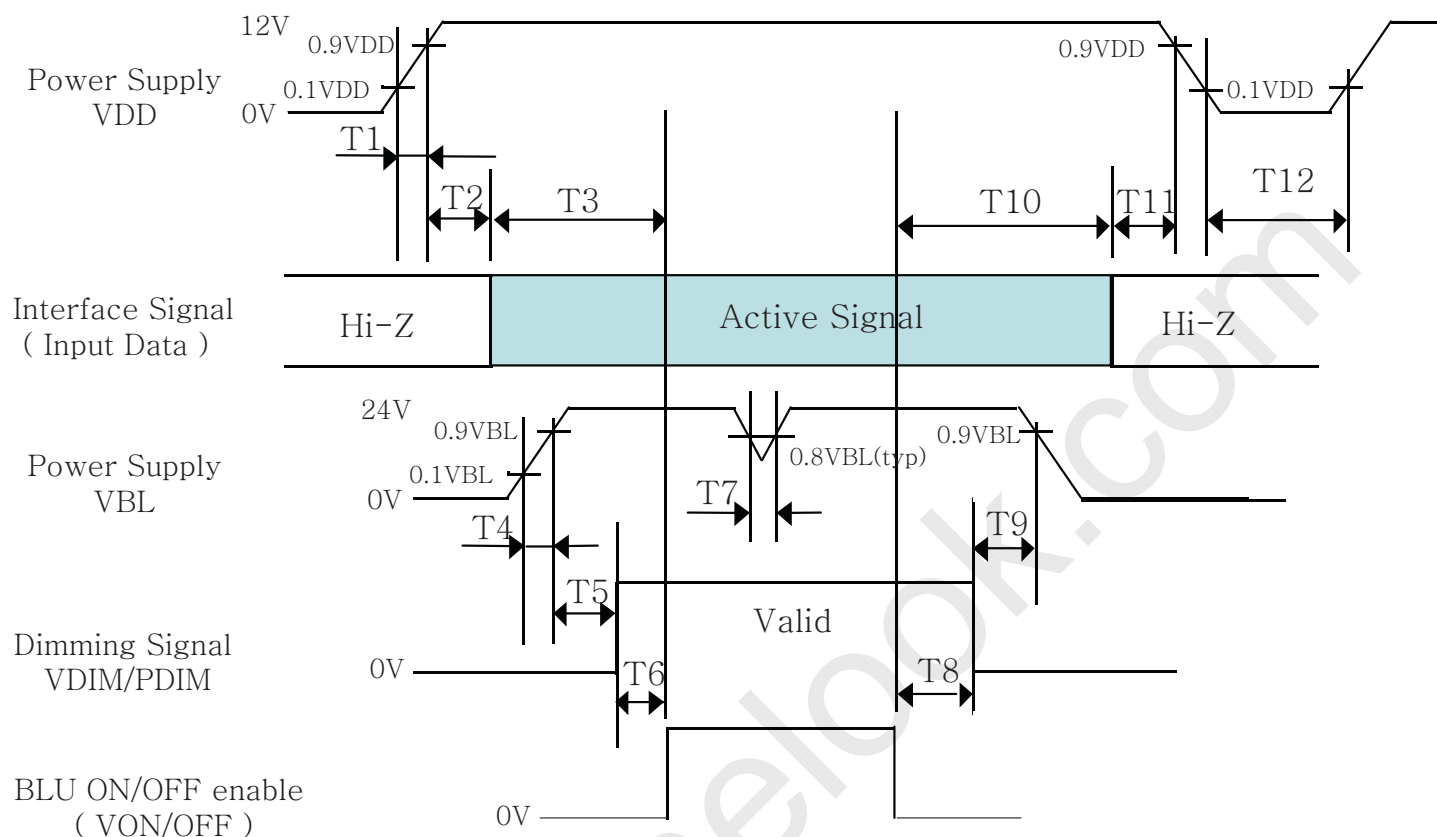 12V
0.9VDD
0.9VDD
Power Supply
VDD
0.1VDD
0.1VDD
0V
T1
T2
T3
T10
T11
T12
Interface Signal
( Input Data )
Hi-Z
Active Signal
Hi-Z
24V
0.9VBL
0.9VBL
Power Supply
VBL
0.1VBL
0.8VBL(typ)
0V
T7
T4
T9
T5
Valid
Dimming Signal
VDIM/PDIM
0V
T6
T8
BLU ON/OFF enable
( VON/OFF )
0V